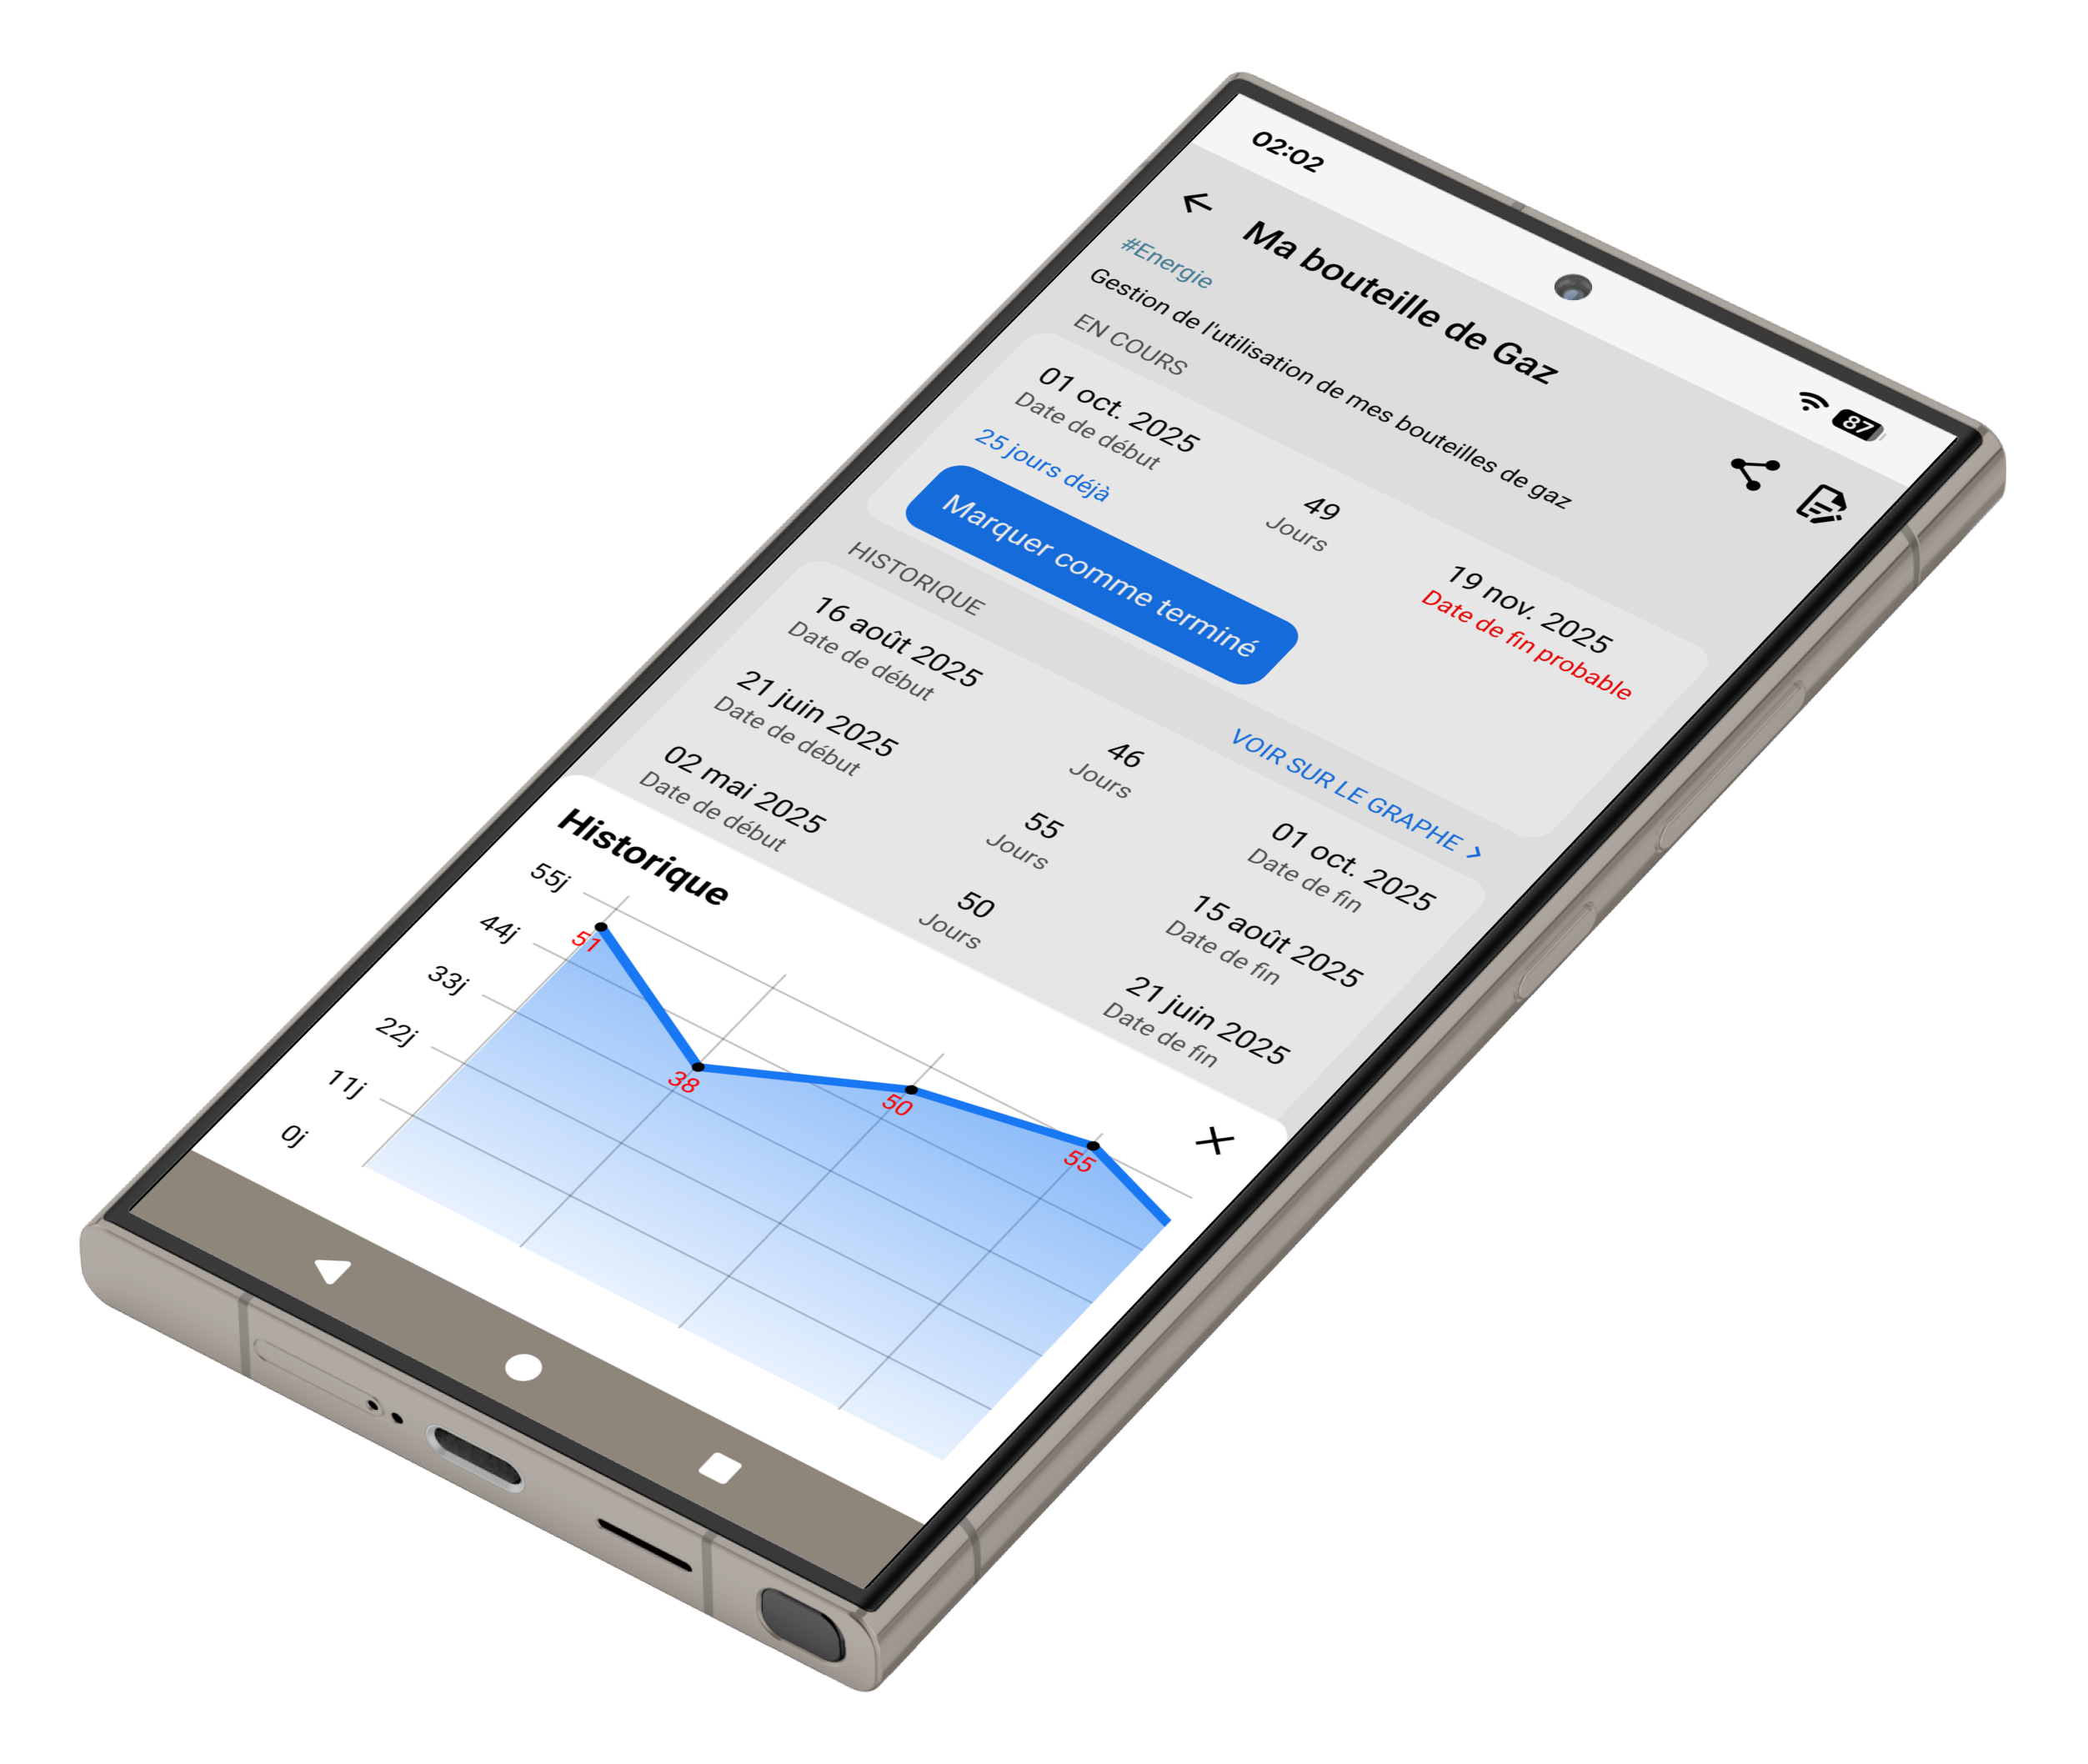 02:02
87
Ma bouteille de Gaz
#Energie
Gestion de l'utilisation de mes bouteilles de gaz
EN COURS
01 oct. 2025
Date de début
49
Jours
19 nov. 2025
Date de fin probable
25 jours déjà
Marquer comme terminé
HISTORIQUE
VOIR SUR LE GRAPHE >
16 août 2025
Date de début
46
Jours
01 oct. 2025
Date de fin
21 juin 2025
Date de début
55
Jours
15 août 2025
Date de fin
02 mai 2025
Date de début
50
Jours
21 juin 2025
Date de fin
Historique
55j
44j
33j
22j
11j
0j
51
38
50
55